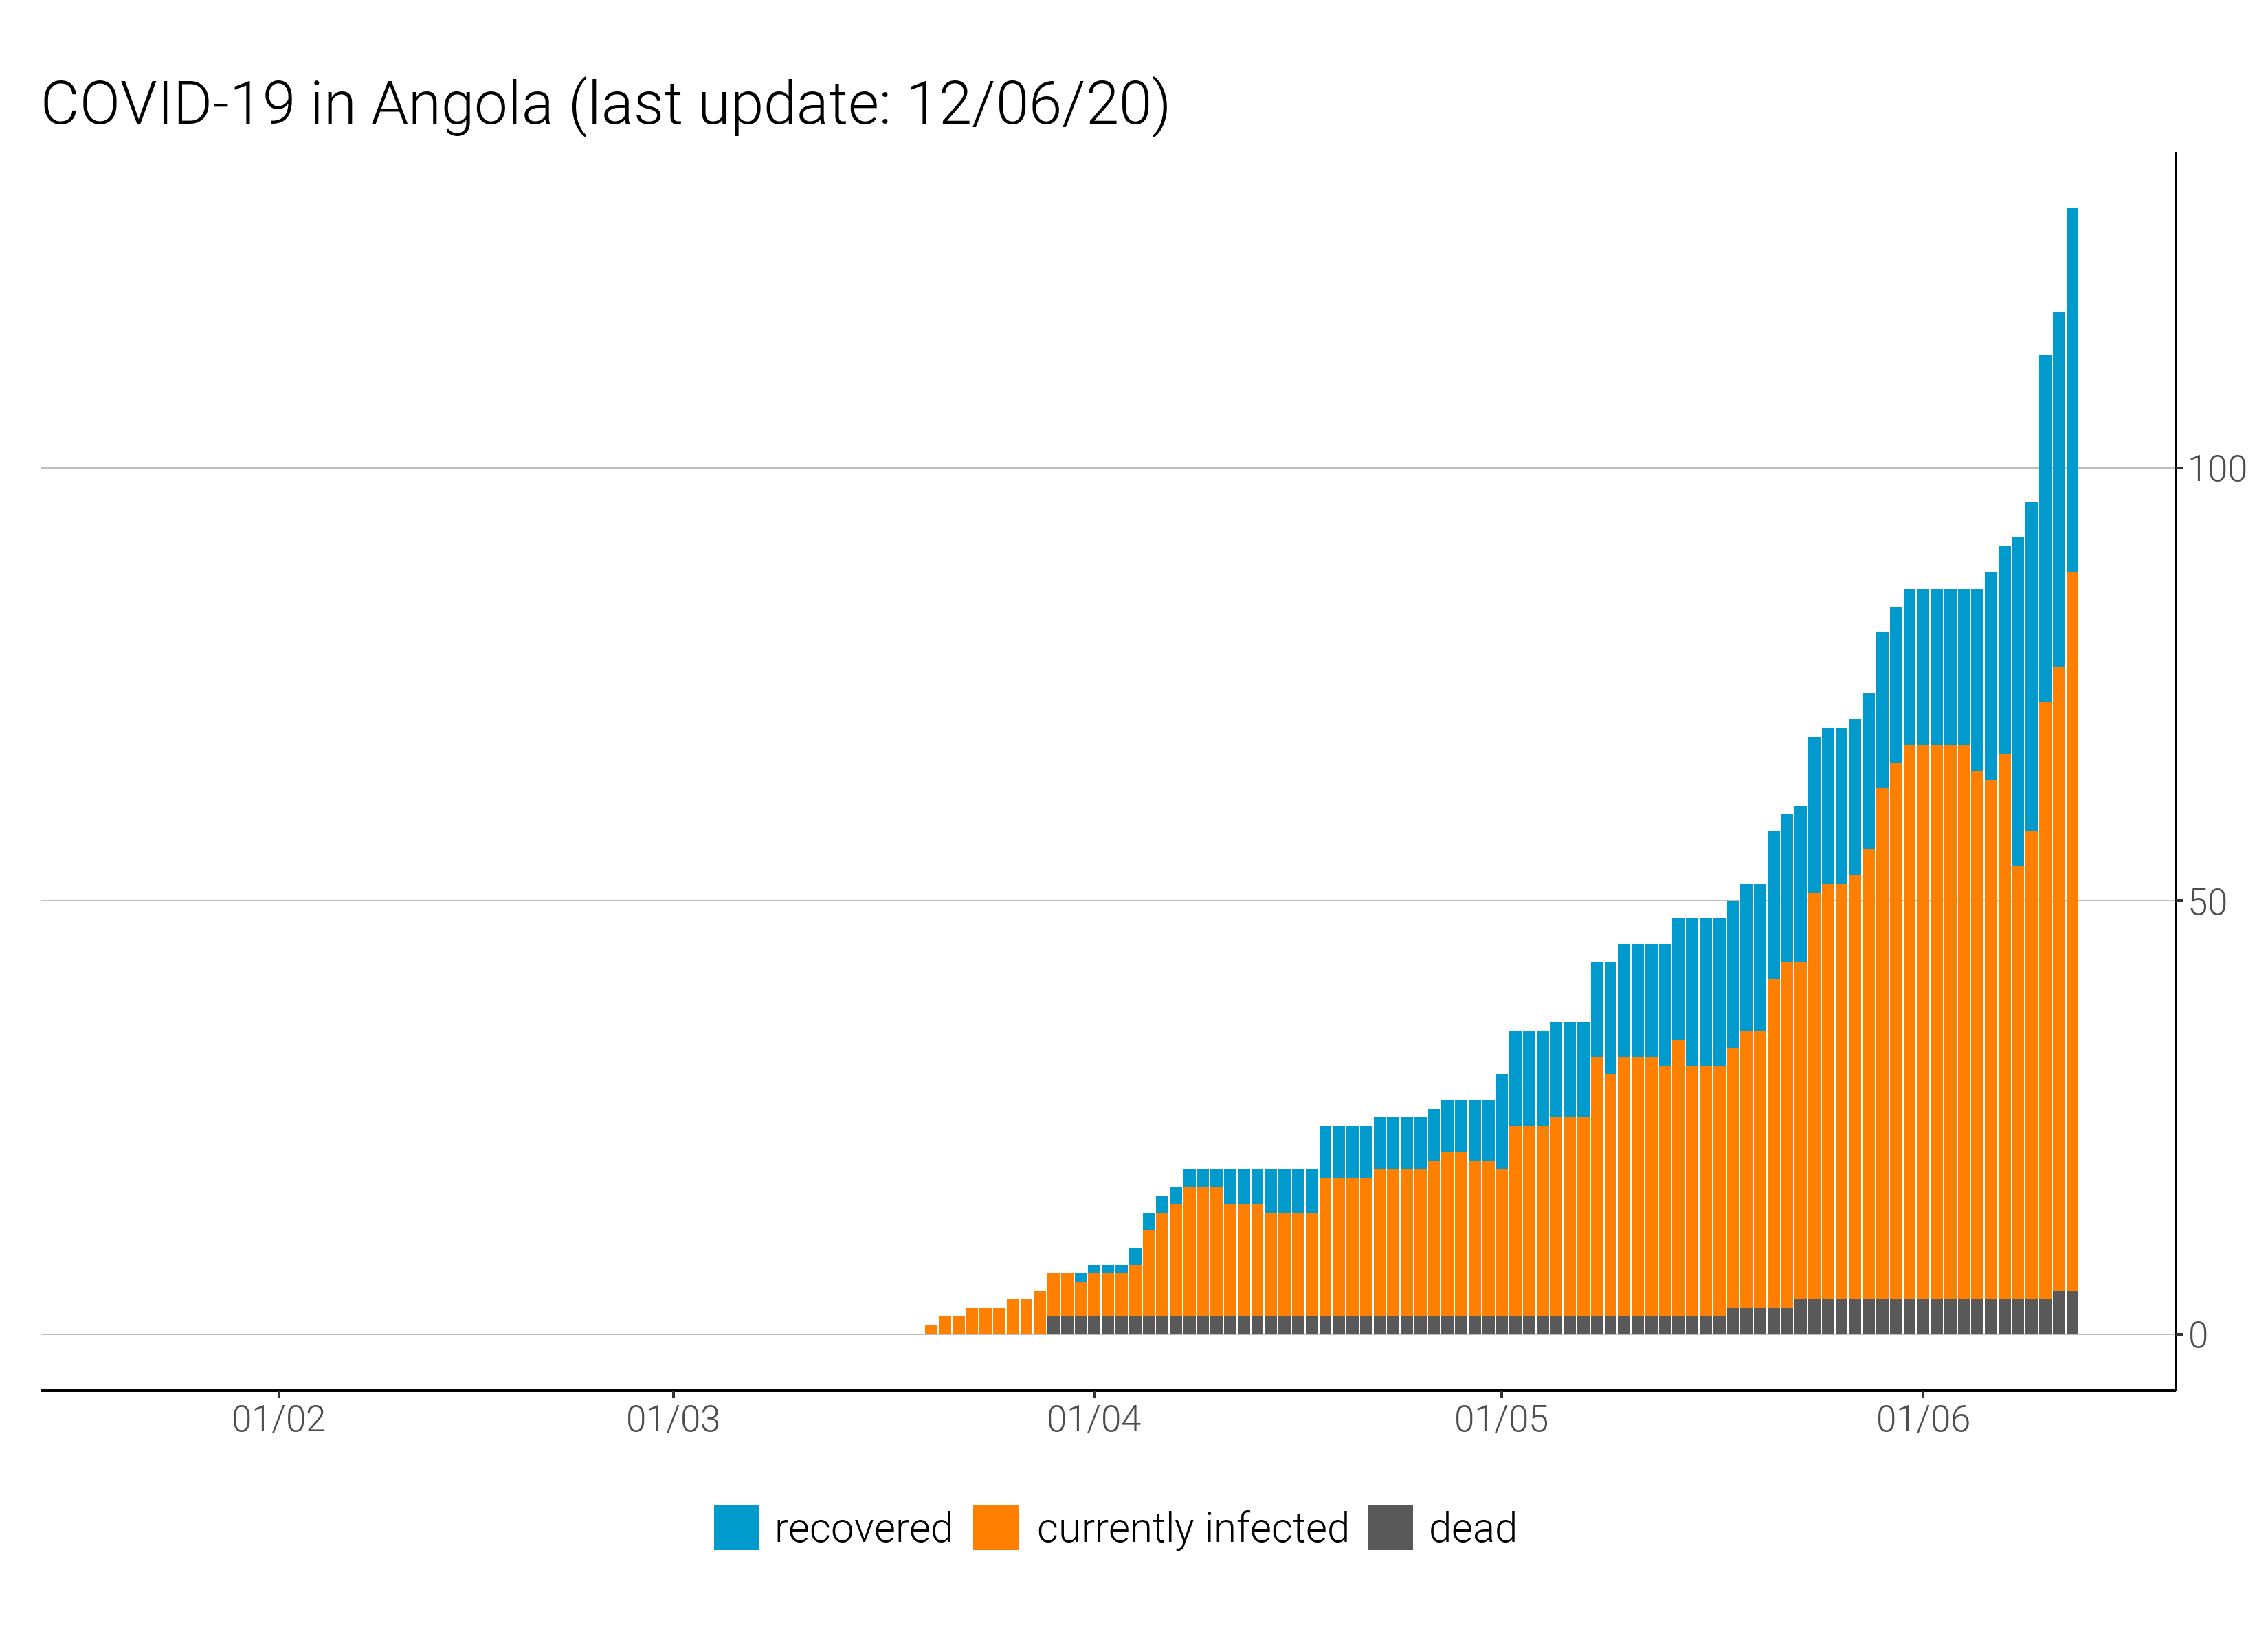 COVID-19 in Angola (last update: 12/06/20)
100
50
0
01/02 01/03 01/04 01/05 01/06
recovered currently infected dead